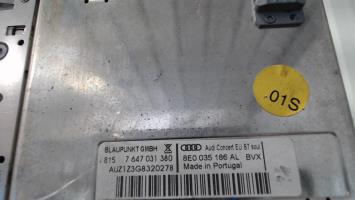 .01S.
BLAUPUNKT GMBH Audi Concert EU B7 soul
815 7 647 031 380 8E0 035 186 AL BVX
AUZ1Z3G8320278 Made in Portugal